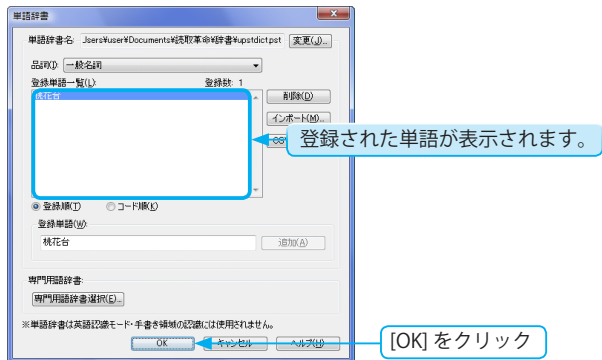 単語辞書
単語辞書名: Jsers¥user¥Documents¥読取革命¥辞書¥upstdict.pst 変更(J)...
品詞(I): 一般名詞
登録単語一覧(L): 登録数: 1
桃花台
削除(D)
インポート(M)...
登録された単語が表示されます。
登録順(T) コード順(K)
登録単語(W):
桃花台 追加(A)
専門用語辞書:
専門用語辞書選択(E)...
※単語辞書は英語認識モード・手書き領域の認識には使用されません。
OK キャンセル ヘルプ(H)
[OK] をクリック